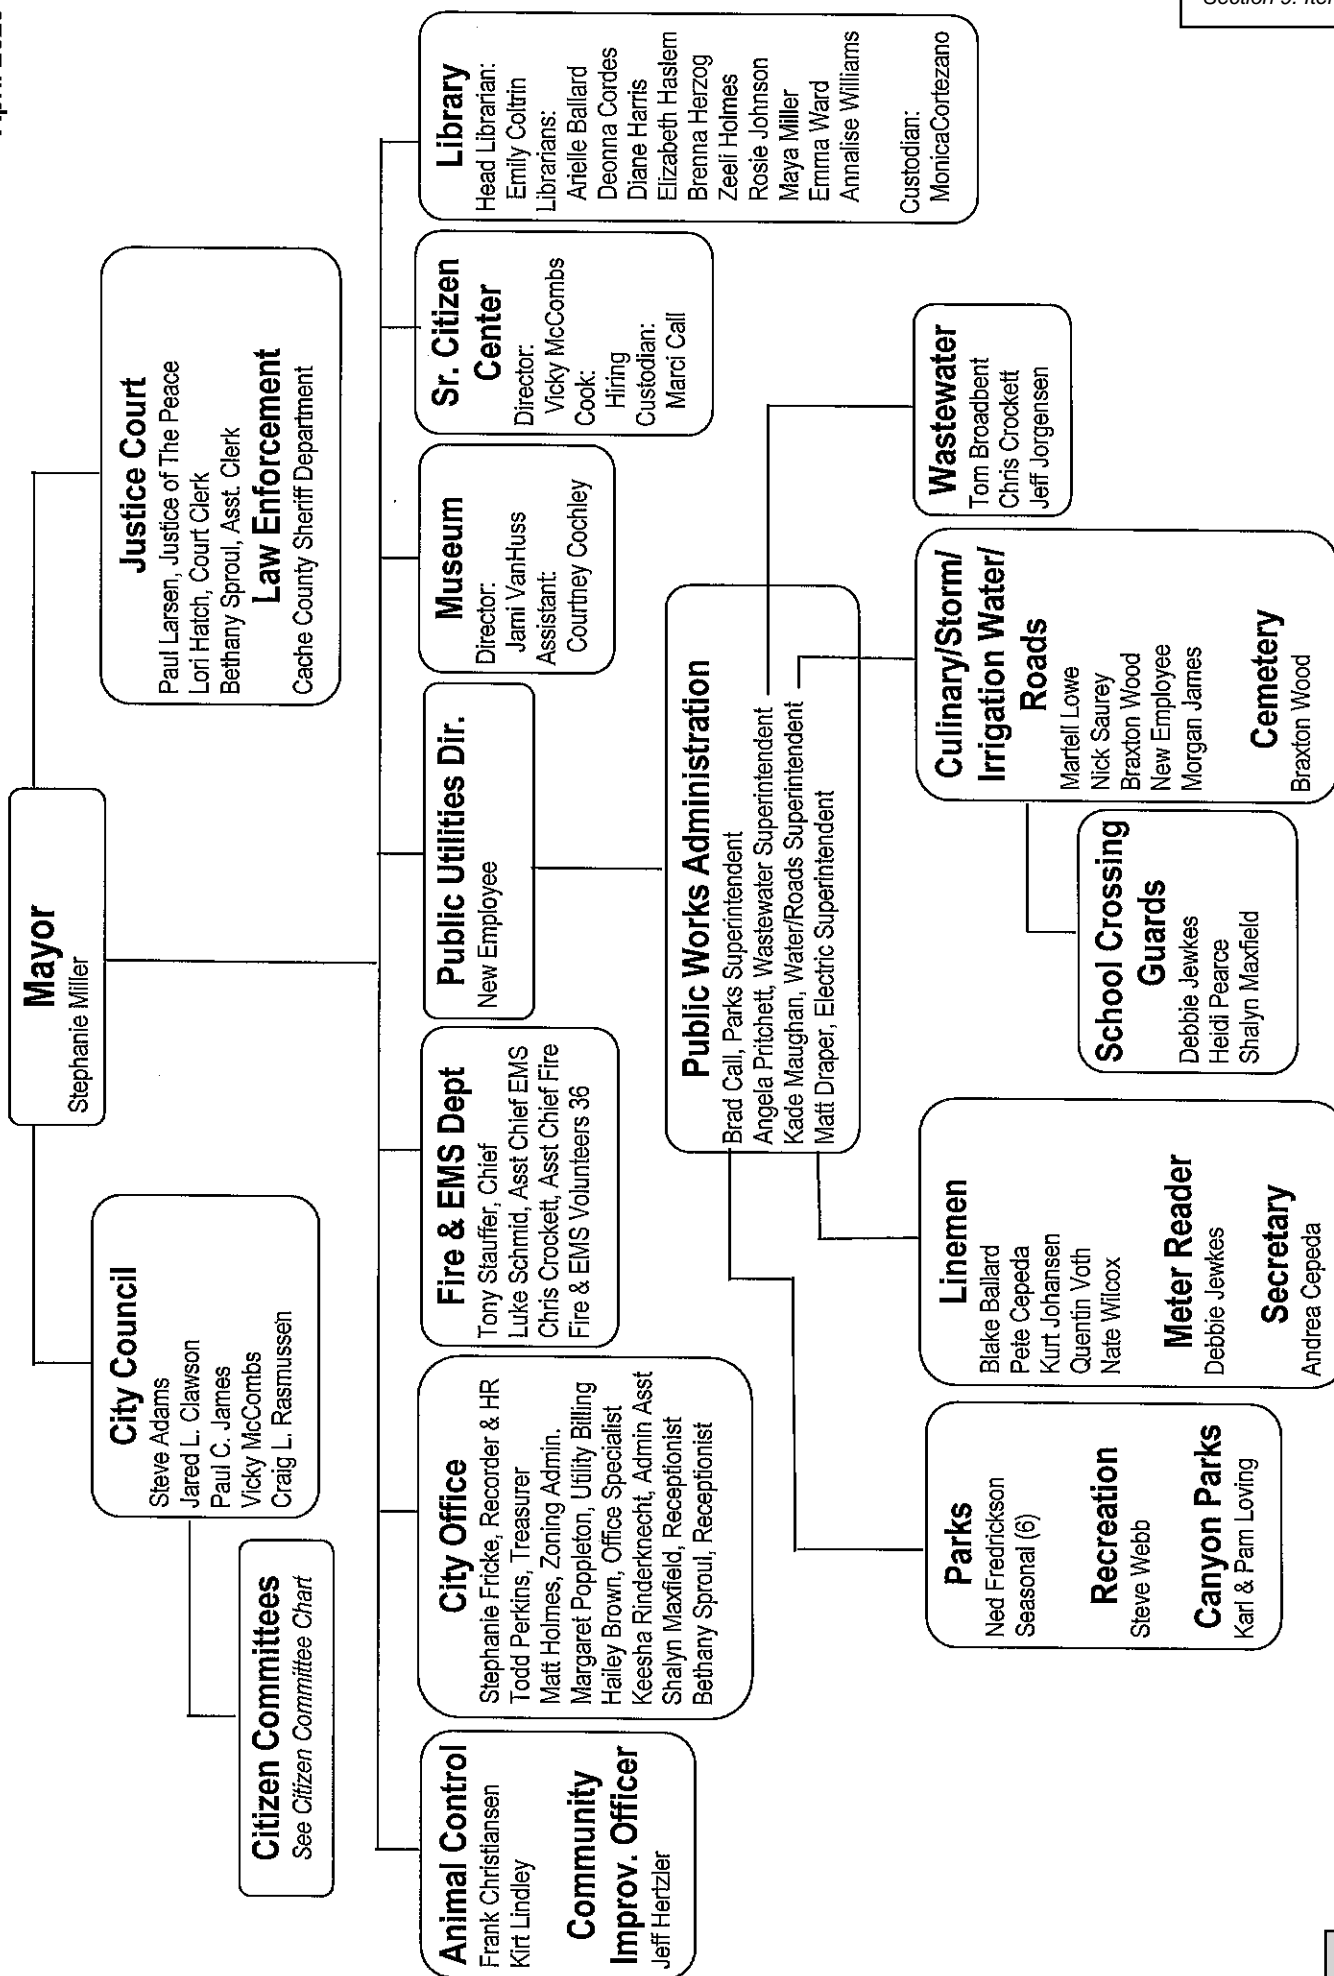 Mayor
Stephanie Miller
City Council
Steve Adams
Jared L. Clawson
Paul C. James
Vicky McCombs
Craig L. Rasmussen
Justice Court
Paul Larsen, Justice of The Peace
Lori Hatch, Court Clerk
Bethany Sproul, Asst. Clerk
Law Enforcement
Cache County Sheriff Department
Citizen Committees
See Citizen Committee Chart
Animal Control
Frank Christiansen
Kirt Lindley
Community
Improv. Officer
Jeff Hertzler
City Office
Stephanie Fricke, Recorder & HR
Todd Perkins, Treasurer
Matt Holmes, Zoning Admin.
Margaret Poppleton, Utility Billing
Hailey Brown, Office Specialist
Keesha Rinderknecht, Admin Asst
Shalyn Maxfield, Receptionist
Bethany Sproul, Receptionist
Fire & EMS Dept
Tony Stauffer, Chief
Luke Schmid, Asst Chief EMS
Chris Crockett, Asst Chief Fire
Fire & EMS Volunteers 36
Public Utilities Dir.
New Employee
Museum
Director:
Jami VanHuss
Assistant:
Courtney Cochley
Sr. Citizen
Center
Director:
Vicky McCombs
Cook:
Hiring
Custodian:
Marci Call
Library
Head Librarian:
Emily Coltrin
Librarians:
Arielle Ballard
Deonna Cordes
Diane Harris
Elizabeth Haslem
Brenna Herzog
Zeeli Holmes
Rosie Johnson
Maya Miller
Emma Ward
Annalise Williams
Custodian:
MonicaCortezano
Public Works Administration
Brad Call, Parks Superintendent
Angela Pritchett, Wastewater Superintendent
Kade Maughan, Water/Roads Superintendent
Matt Draper, Electric Superintendent
Parks
Ned Fredrickson
Seasonal (6)
Recreation
Steve Webb
Canyon Parks
Karl & Pam Loving
Linemen
Blake Ballard
Pete Cepeda
Kurt Johansen
Quentin Voth
Nate Wilcox
Meter Reader
Debbie Jewkes
Secretary
Andrea Cepeda
School Crossing
Guards
Debbie Jewkes
Heidi Pearce
Shalyn Maxfield
Culinary/Storm/
Irrigation Water/
Roads
Martell Lowe
Nick Saurey
Braxton Wood
New Employee
Morgan James
Cemetery
Braxton Wood
Wastewater
Tom Broadbent
Chris Crockett
Jeff Jorgensen